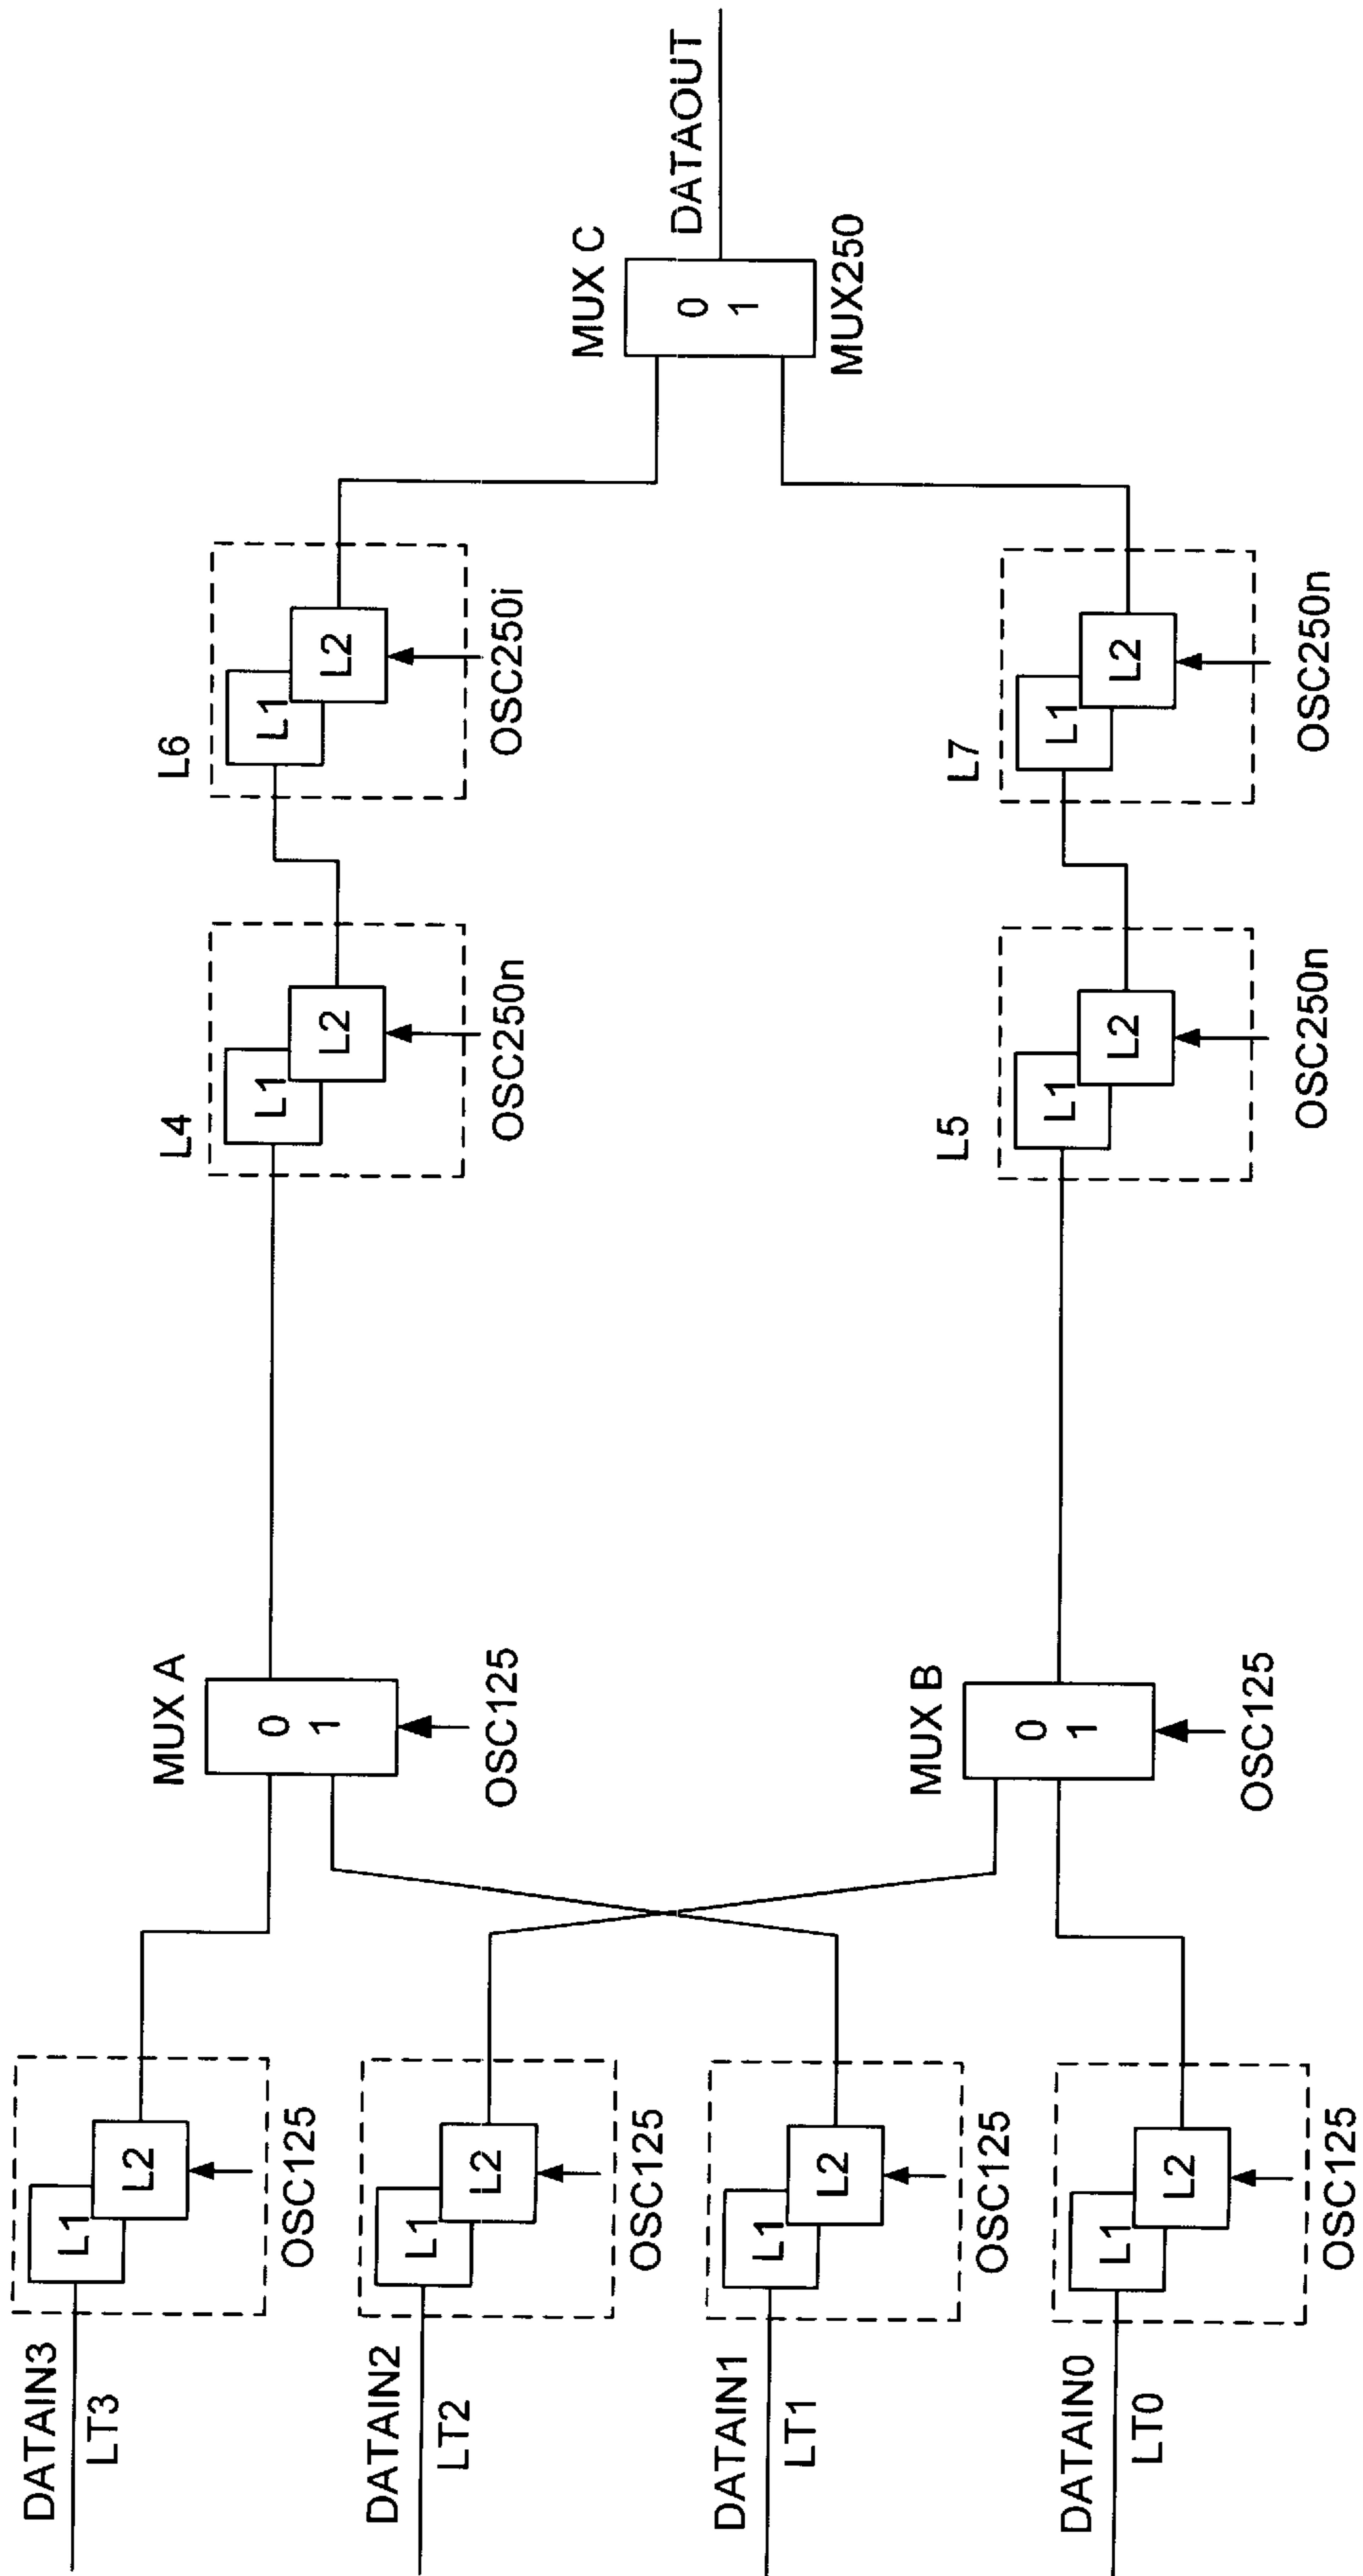 DATAIN3
LT3
L1
L2
OSC125
DATAIN2
LT2
L1
L2
OSC125
DATAIN1
LT1
L1
L2
OSC125
DATAIN0
LT0
L1
L2
OSC125
MUX A
0
1
OSC125
MUX B
0
1
OSC125
L4
L1
L2
OSC250n
L5
L1
L2
OSC250n
L6
L1
L2
OSC250i
L7
L1
L2
OSC250n
MUX C
0
1
MUX250
DATAOUT